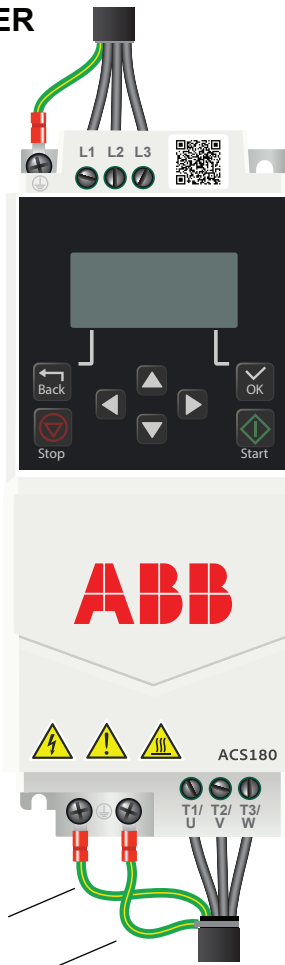 ER
L1 L2 L3
Back
OK
Stop
Start
ABB
ACS180
T1/ T2/ T3/
U V W